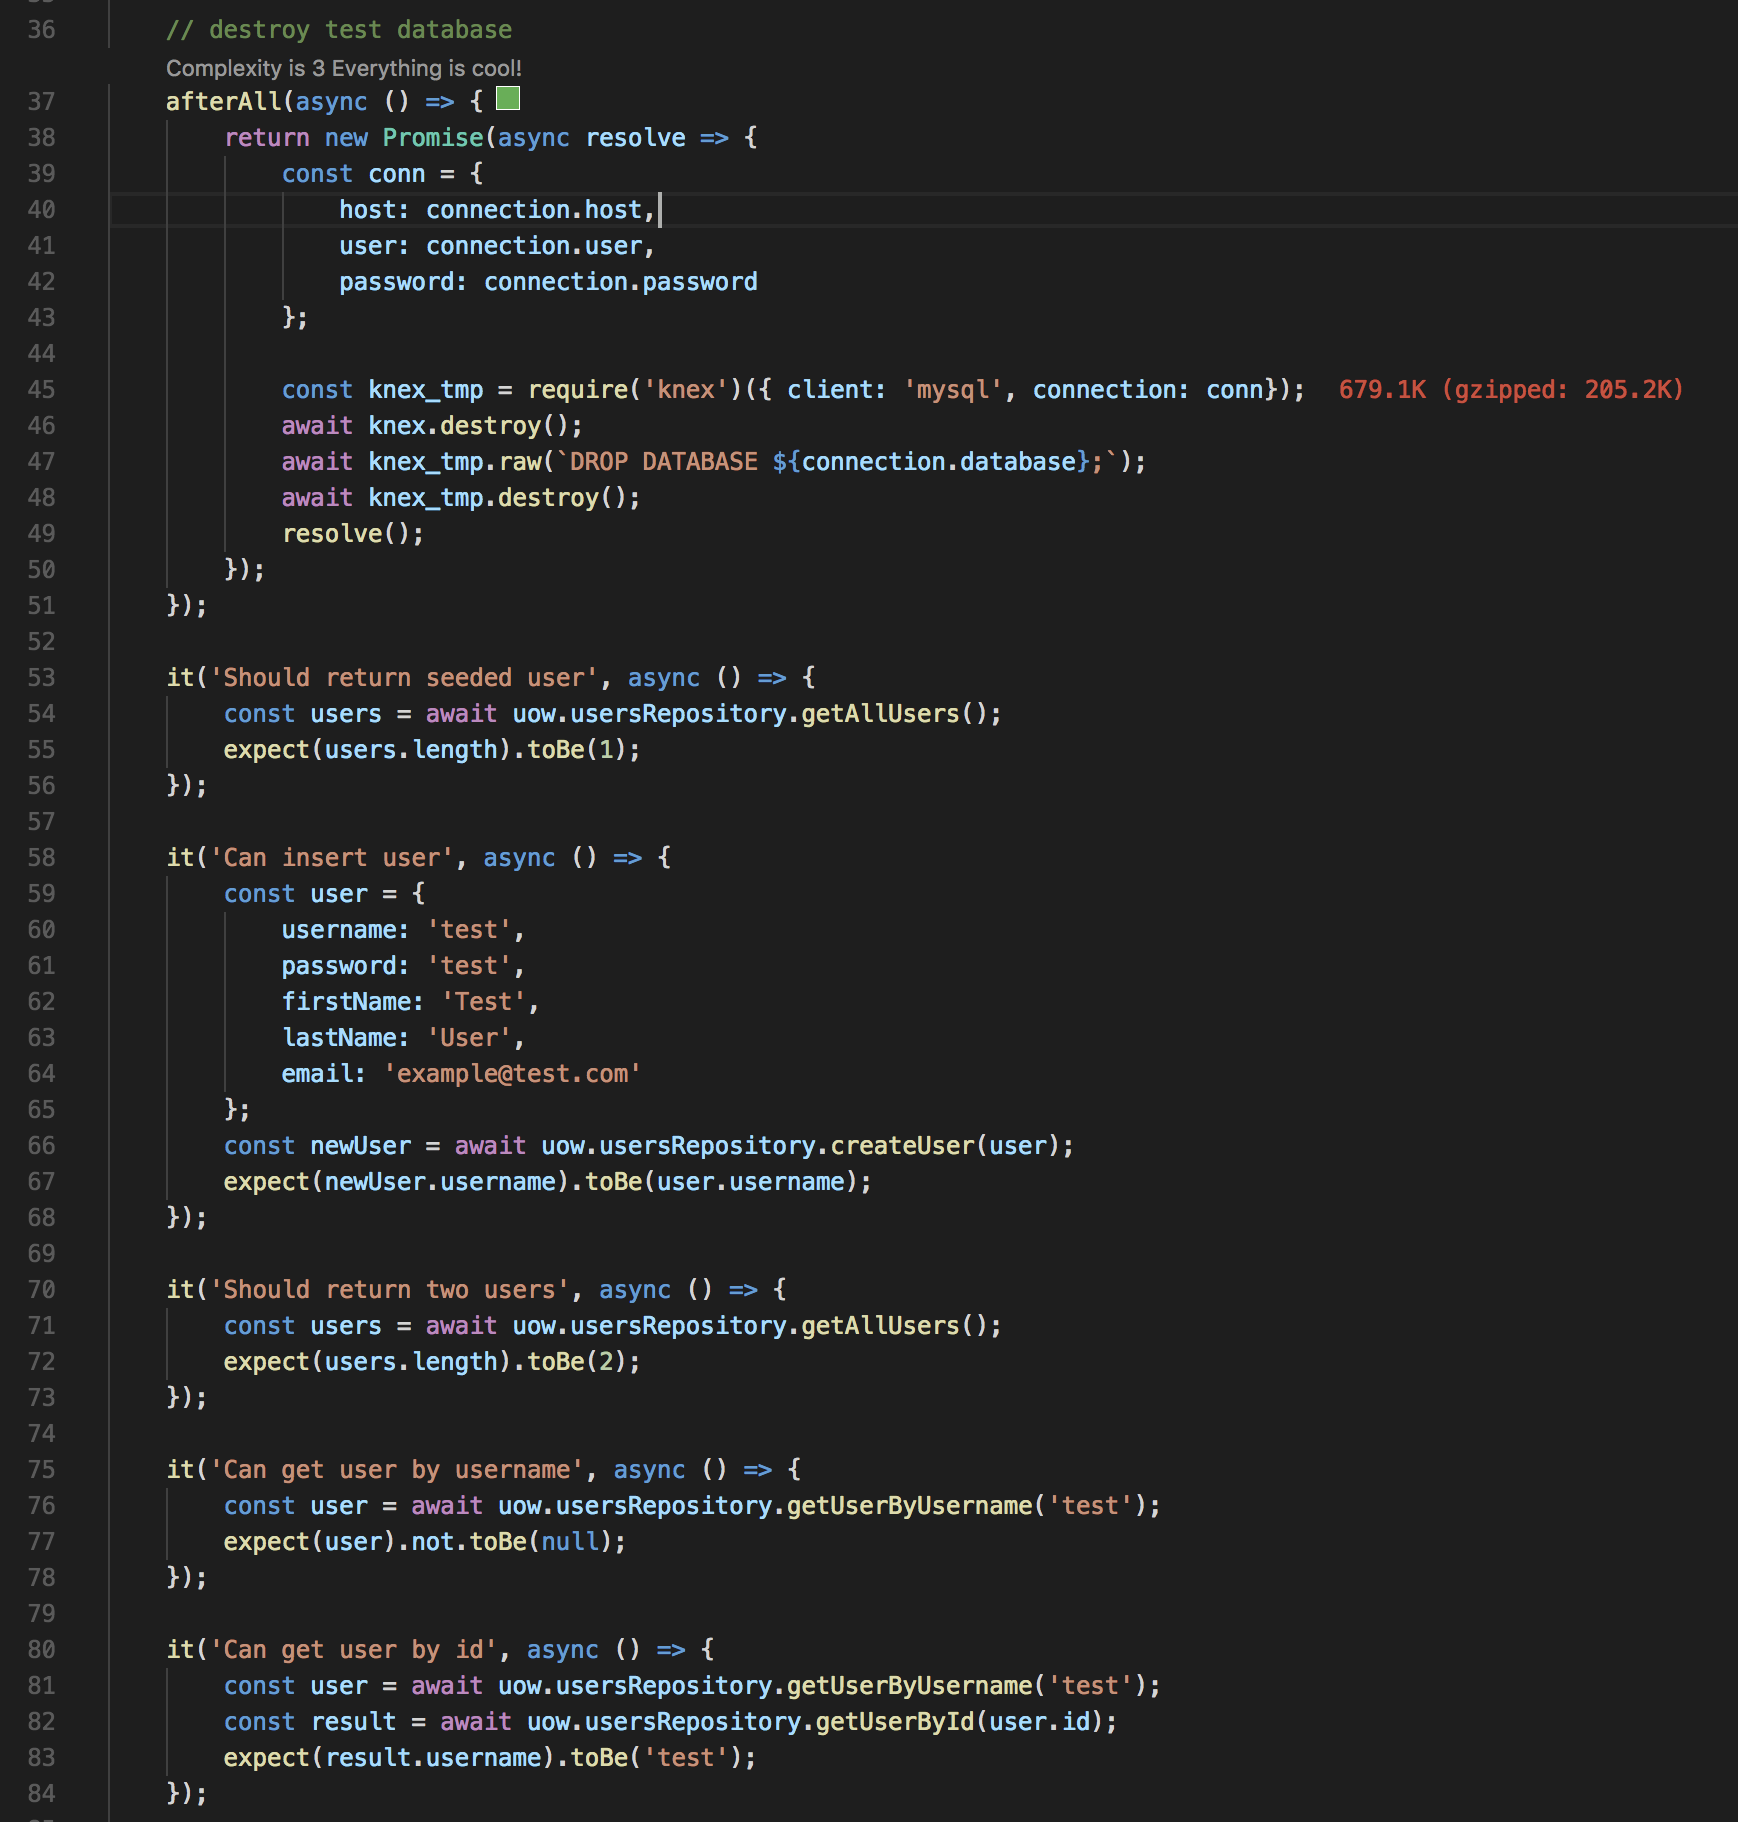 36 // destroy test database
Complexity is 3 Everything is cool!
37 afterAll(async () => {
38 return new Promise(async resolve => {
39 const conn = {
40 host: connection.host,
41 user: connection.user,
42 password: connection.password
43 };
44
45 const knex_tmp = require('knex')({ client: 'mysql', connection: conn}); 679.1K (gzipped: 205.2K)
46 await knex.destroy();
47 await knex_tmp.raw(`DROP DATABASE ${connection.database};`);
48 await knex_tmp.destroy();
49 resolve();
50 });
51 });
52
53 it('Should return seeded user', async () => {
54 const users = await uow.usersRepository.getAllUsers();
55 expect(users.length).toBe(1);
56 });
57
58 it('Can insert user', async () => {
59 const user = {
60 username: 'test',
61 password: 'test',
62 firstName: 'Test',
63 lastName: 'User',
64 email: 'example@test.com'
65 };
66 const newUser = await uow.usersRepository.createUser(user);
67 expect(newUser.username).toBe(user.username);
68 });
69
70 it('Should return two users', async () => {
71 const users = await uow.usersRepository.getAllUsers();
72 expect(users.length).toBe(2);
73 });
74
75 it('Can get user by username', async () => {
76 const user = await uow.usersRepository.getUserByUsername('test');
77 expect(user).not.toBe(null);
78 });
79
80 it('Can get user by id', async () => {
81 const user = await uow.usersRepository.getUserByUsername('test');
82 const result = await uow.usersRepository.getUserById(user.id);
83 expect(result.username).toBe('test');
84 });